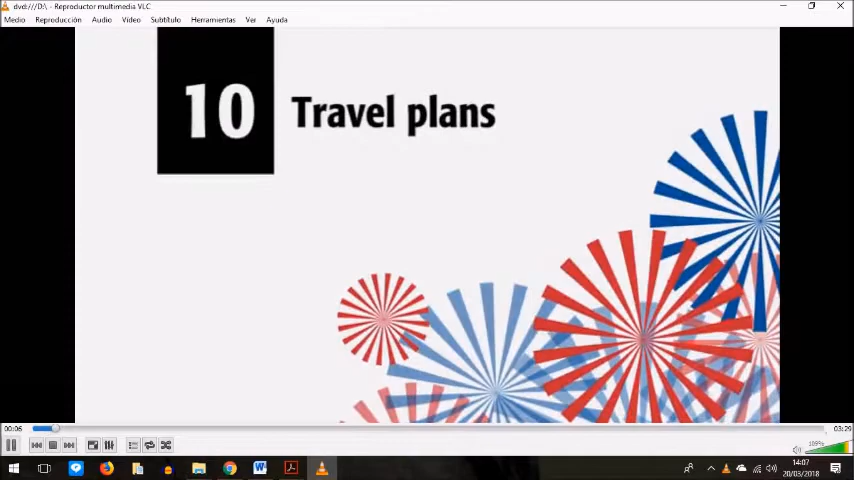 dvd:///D:\ - Reproductor multimedia VLC
Medio Reproducción Audio Vídeo Subtítulo Herramientas Ver Ayuda
10 Travel plans
00:06 03:29
109%
14:07
20/03/2018